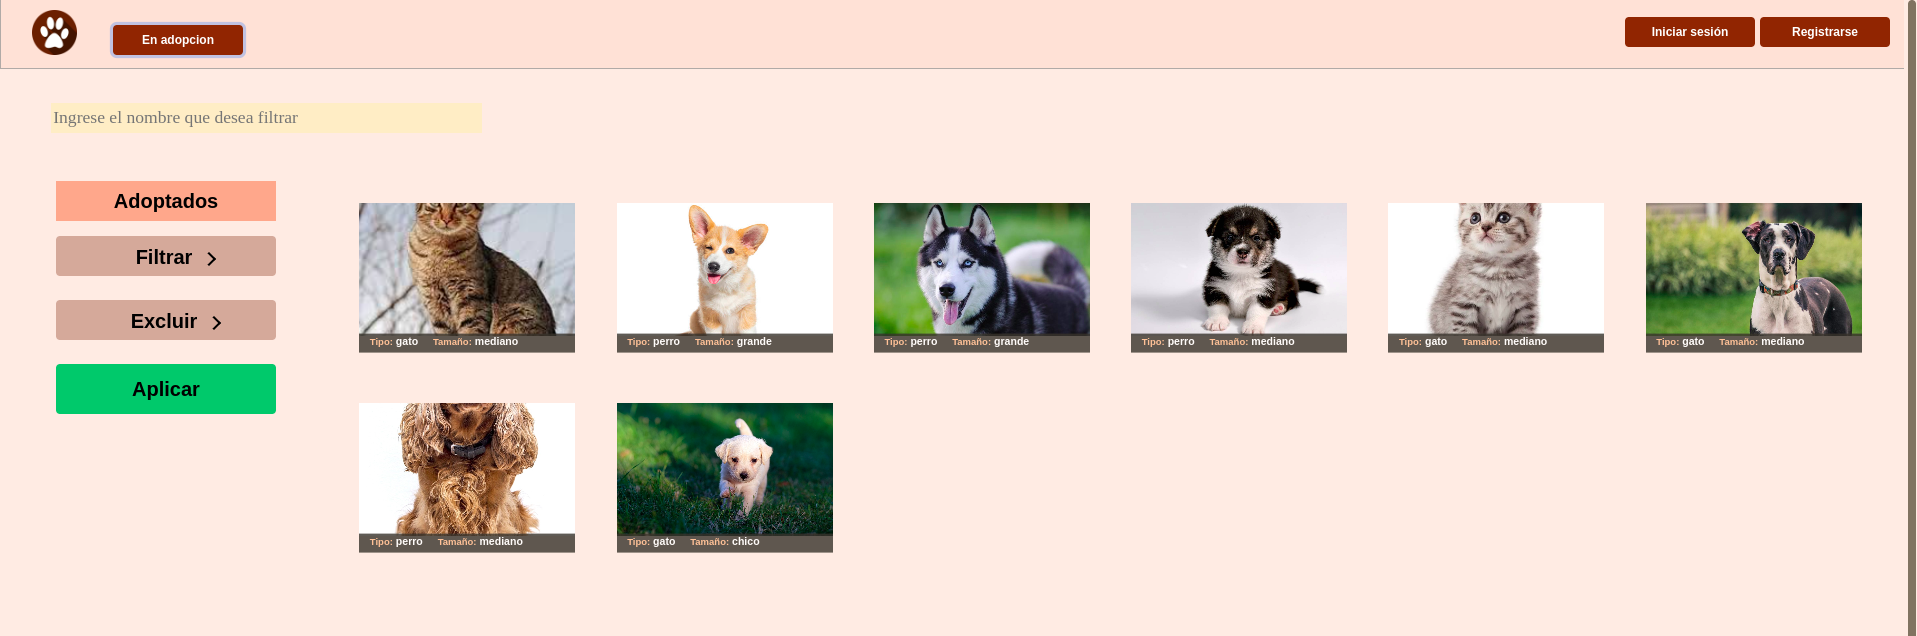 En adopcion
Iniciar sesión
Registrarse
Ingrese el nombre que desea filtrar
Adoptados
Filtrar
Excluir
Aplicar
Tipo: gato Tamaño: mediano
Tipo: perro Tamaño: grande
Tipo: perro Tamaño: grande
Tipo: perro Tamaño: mediano
Tipo: gato Tamaño: mediano
Tipo: gato Tamaño: mediano
Tipo: perro Tamaño: mediano
Tipo: gato Tamaño: chico